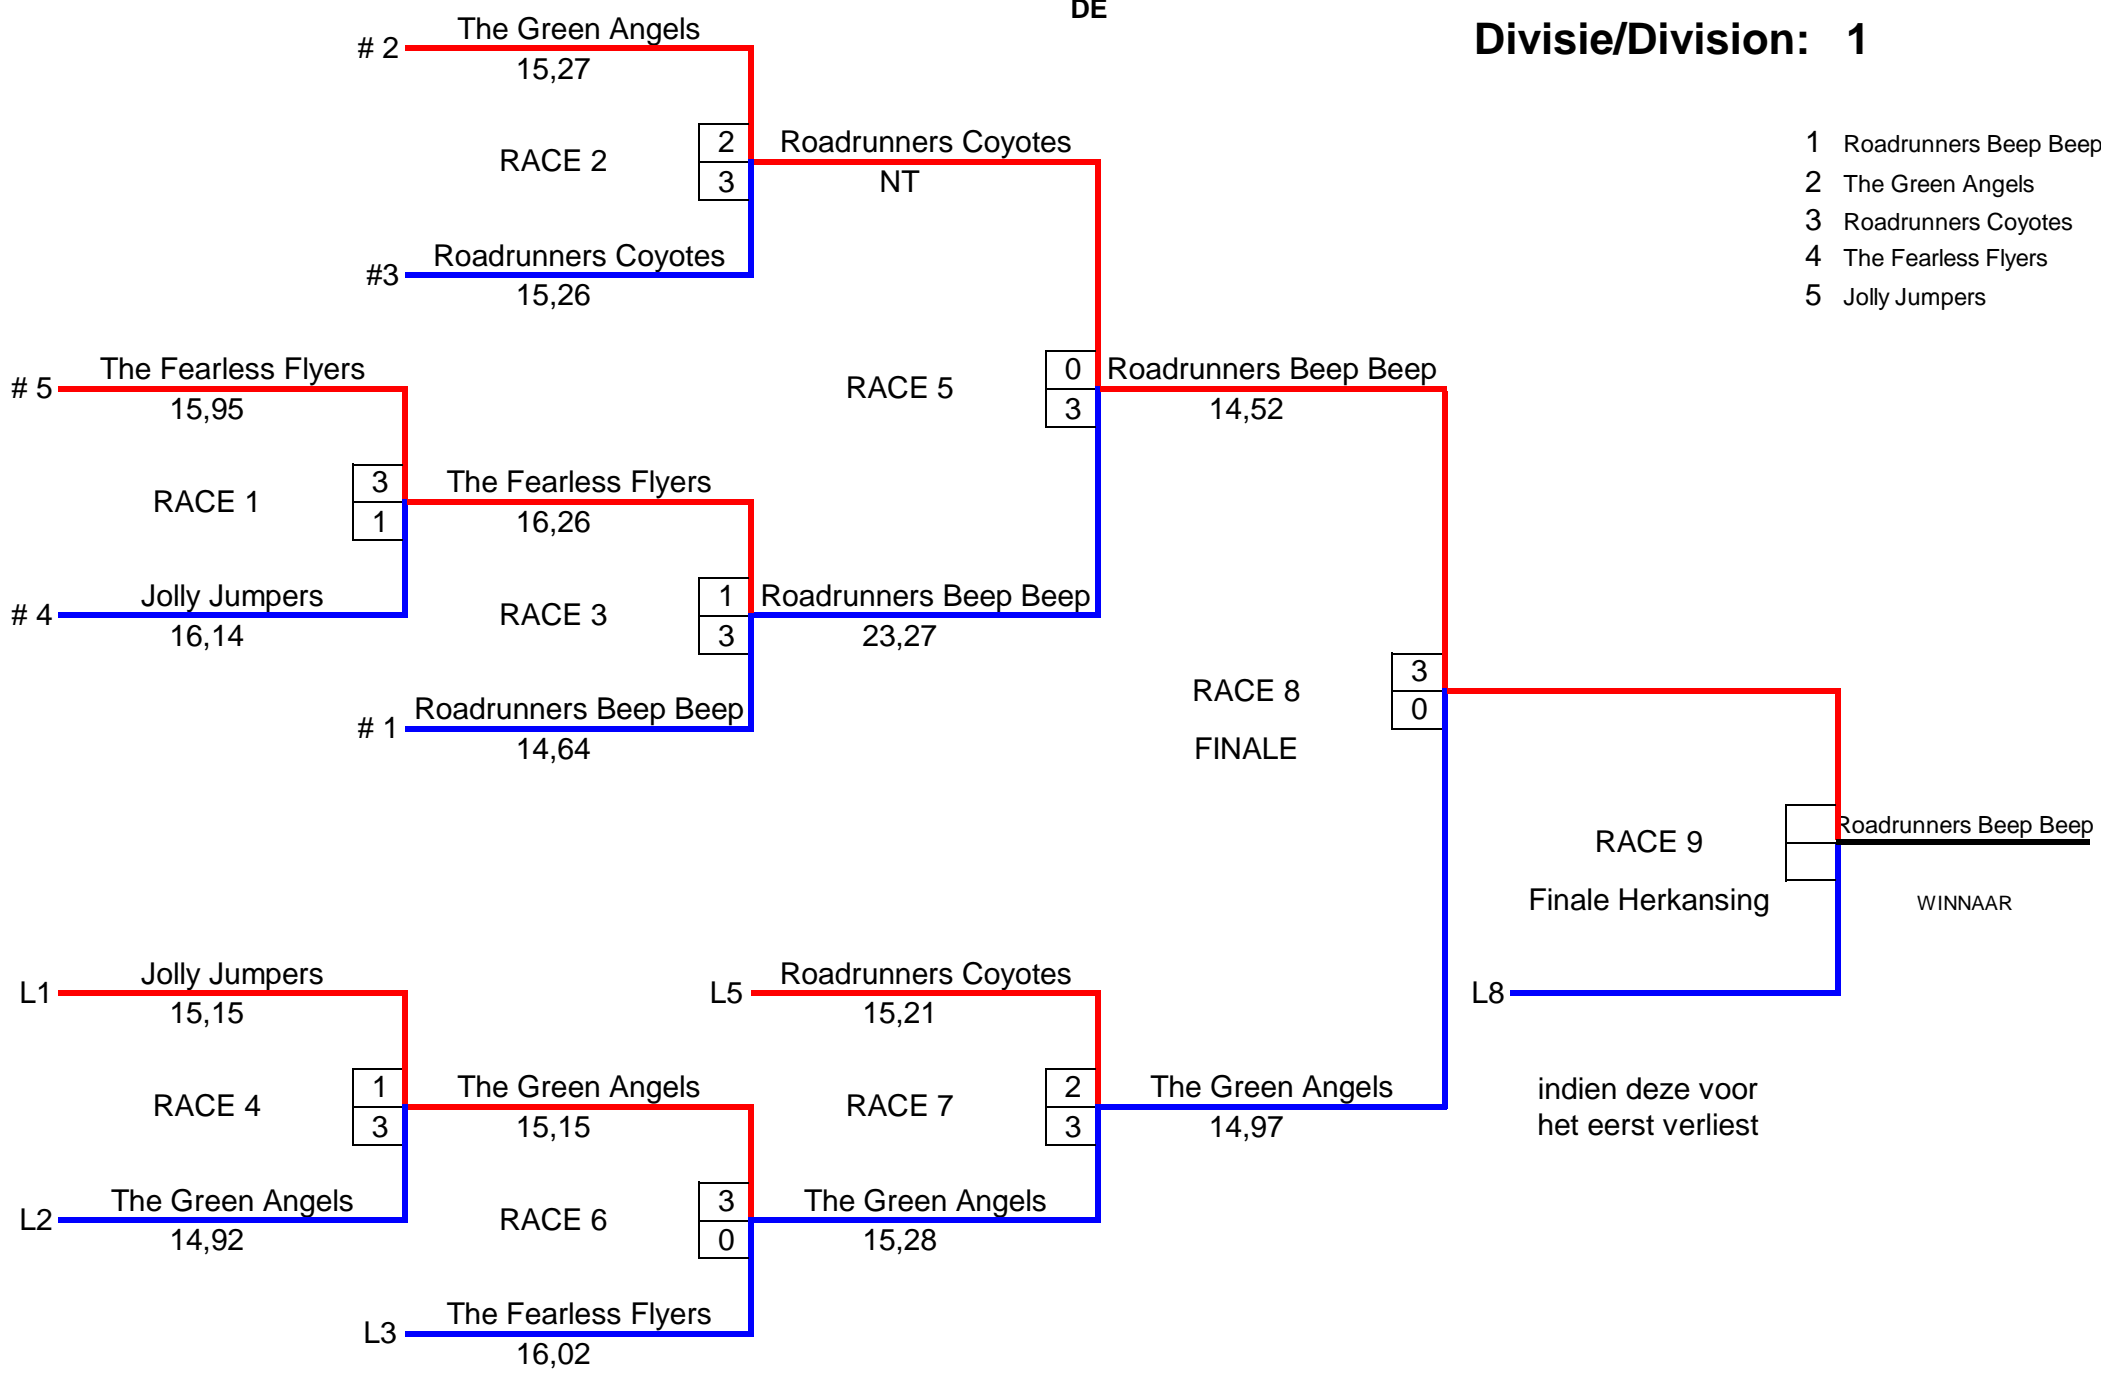 DE
Divisie/Division: 1
The Green Angels
# 2
15,27
RACE 2
2
3
Roadrunners Coyotes
NT
Roadrunners Coyotes
#3
15,26
1 Roadrunners Beep Beep
2 The Green Angels
3 Roadrunners Coyotes
4 The Fearless Flyers
5 Jolly Jumpers
The Fearless Flyers
# 5
15,95
RACE 1
3
1
Jolly Jumpers
# 4
16,14
The Fearless Flyers
16,26
RACE 3
1
3
Roadrunners Beep Beep
# 1
14,64
RACE 5
0
3
Roadrunners Beep Beep
23,27
Roadrunners Beep Beep
14,52
RACE 8
FINALE
3
0
RACE 9
Finale Herkansing
Roadrunners Beep Beep
WINNAAR
L8
indien deze voor
het eerst verliest
Jolly Jumpers
L1
15,15
RACE 4
1
3
The Green Angels
L2
14,92
The Green Angels
15,15
RACE 6
3
0
The Fearless Flyers
L3
16,02
Roadrunners Coyotes
L5
15,21
RACE 7
2
3
The Green Angels
15,28
The Green Angels
14,97